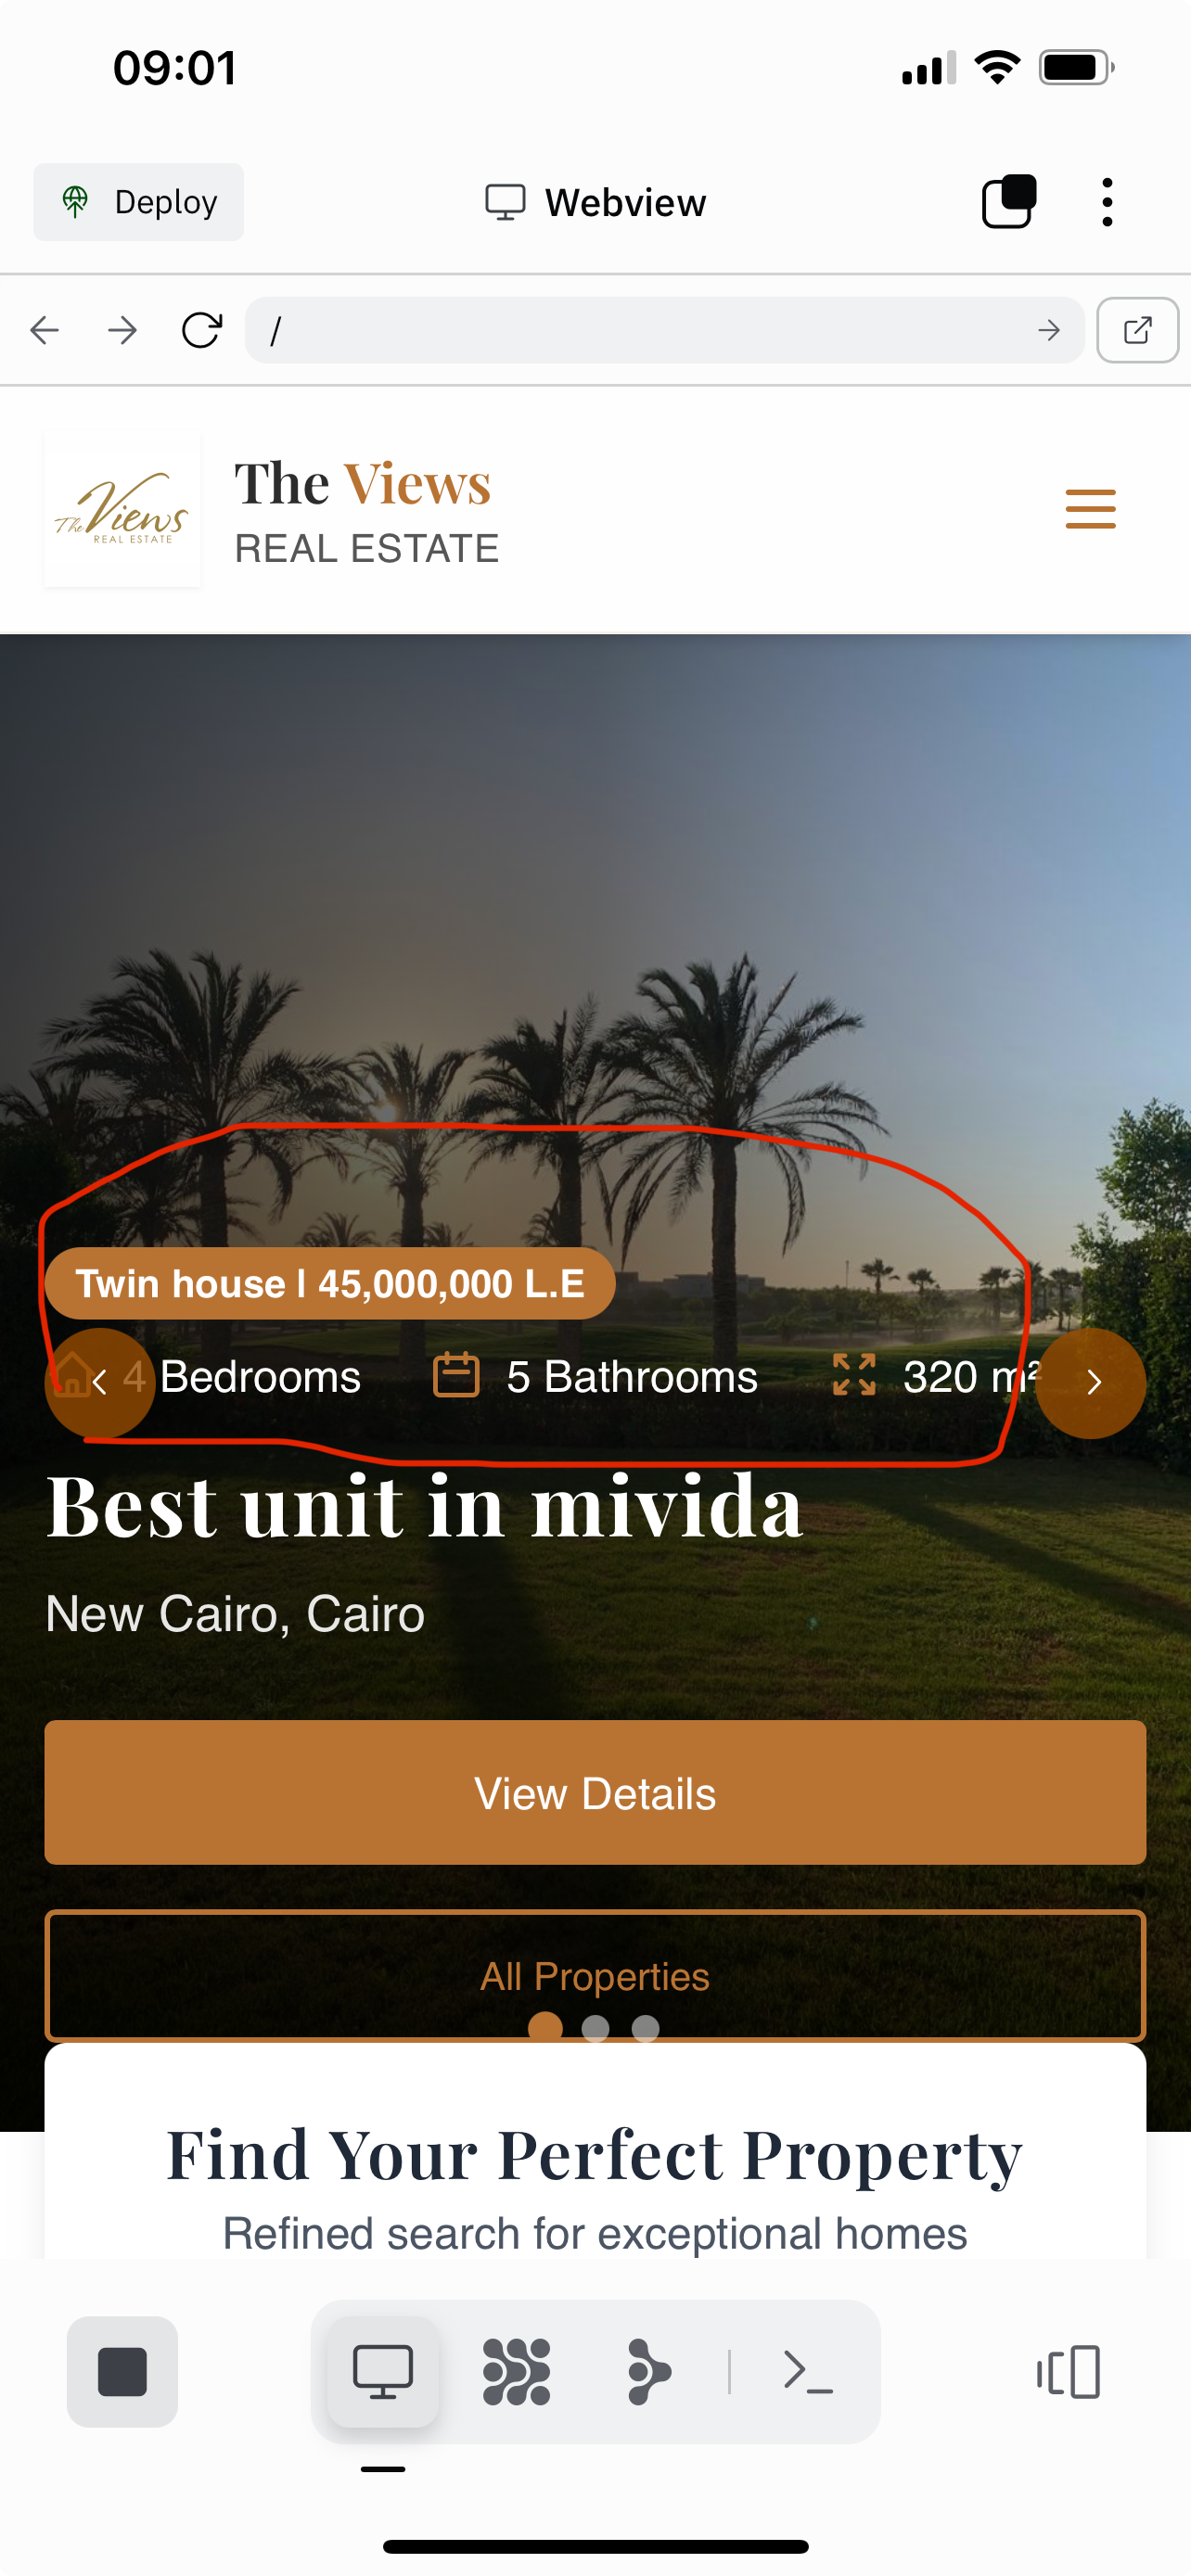 09:01
Deploy
Webview
/
The Views
REAL ESTATE
The Views
REAL ESTATE
Twin house | 45,000,000 L.E
4 Bedrooms 5 Bathrooms 320 m²
Best unit in mivida
New Cairo, Cairo
View Details
All Properties
Find Your Perfect Property
Refined search for exceptional homes